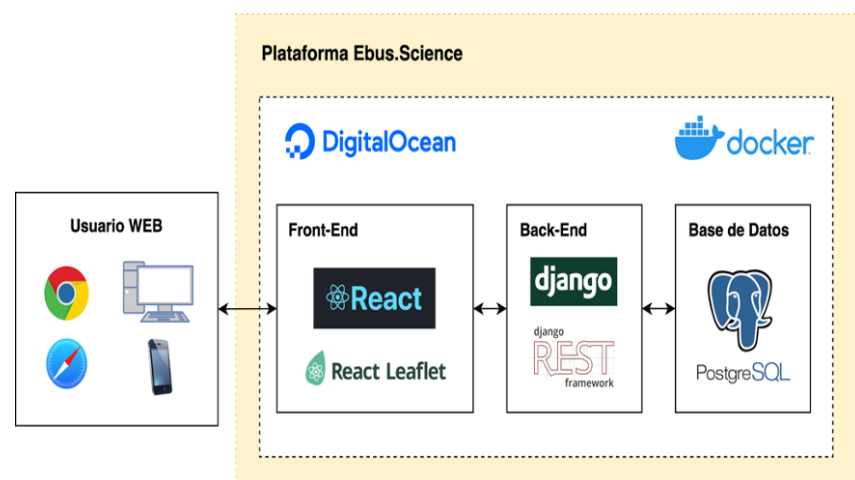 Plataforma Ebus.Science
DigitalOcean
docker
Usuario WEB
Front-End
React
React Leaflet
Back-End
django
django
REST
framework
Base de Datos
PostgreSQL